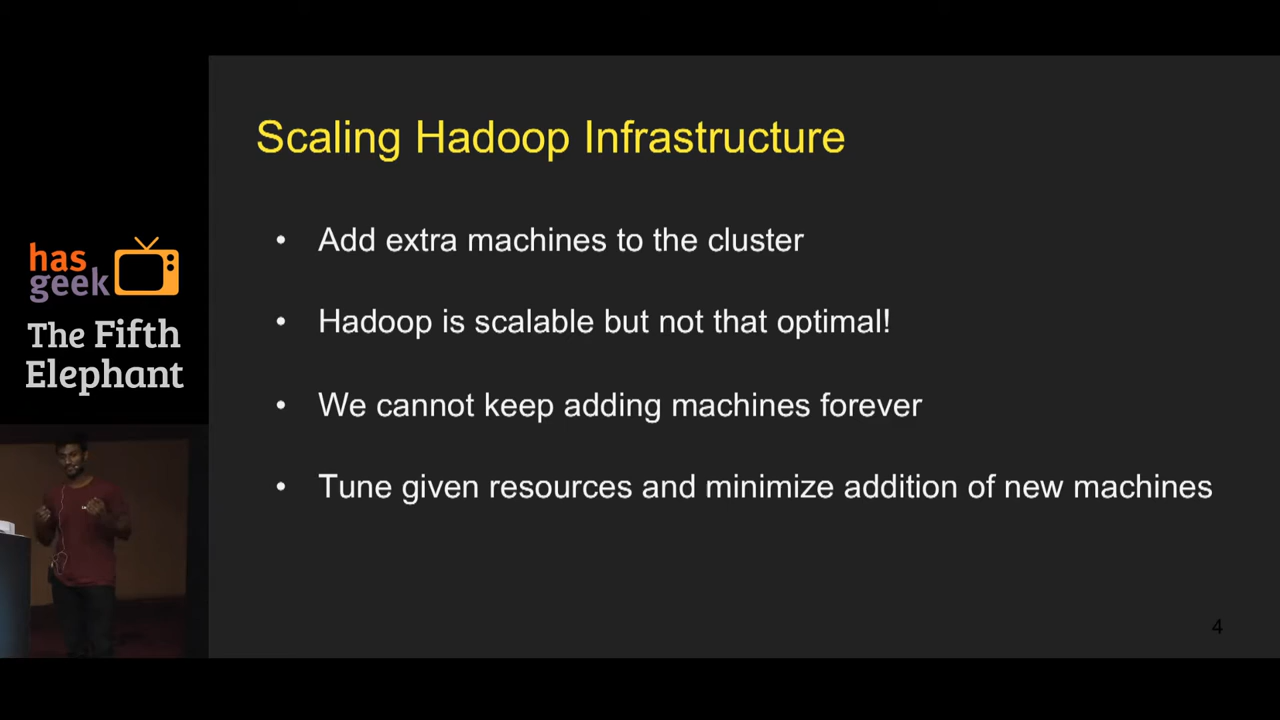 has
geek
The Fifth
Elephant
Scaling Hadoop Infrastructure
• Add extra machines to the cluster
• Hadoop is scalable but not that optimal!
• We cannot keep adding machines forever
• Tune given resources and minimize addition of new machines
4